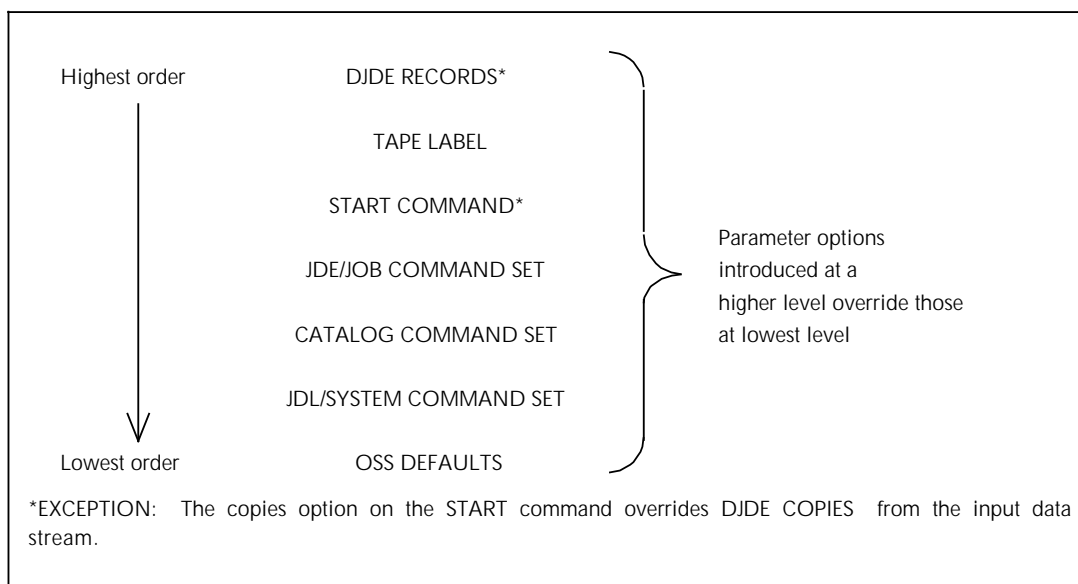 Highest order
DJDE RECORDS*
TAPE LABEL
START COMMAND*
JDE/JOB COMMAND SET
CATALOG COMMAND SET
JDL/SYSTEM COMMAND SET
Lowest order
OSS DEFAULTS
Parameter options
introduced at a
higher level override those
at lowest level
*EXCEPTION: The copies option on the START command overrides DJDE COPIES from the input data
stream.